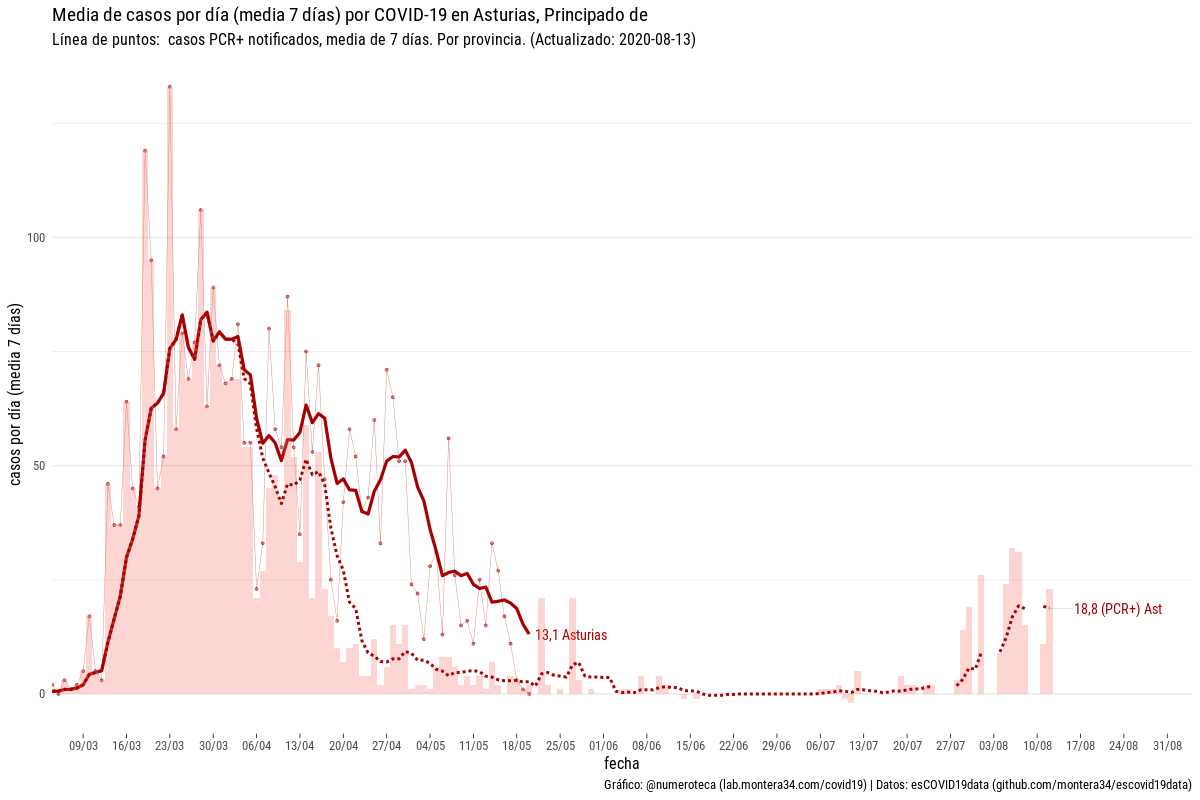 Media de casos por día (media 7 días) por COVID-19 en Asturias, Principado de
Línea de puntos:  casos PCR+ notificados, media de 7 días. Por provincia. (Actualizado: 2020-08-13)
casos por día (media 7 días)
100
50
0
13,1 Asturias
18,8 (PCR+) Ast
09/03 16/03 23/03 30/03 06/04 13/04 20/04 27/04 04/05 11/05 18/05 25/05 01/06 08/06 15/06 22/06 29/06 06/07 13/07 20/07 27/07 03/08 10/08 17/08 24/08 31/08
fecha
Gráfico: @numeroteca (lab.montera34.com/covid19) | Datos: esCOVID19data (github.com/montera34/escovid19data)